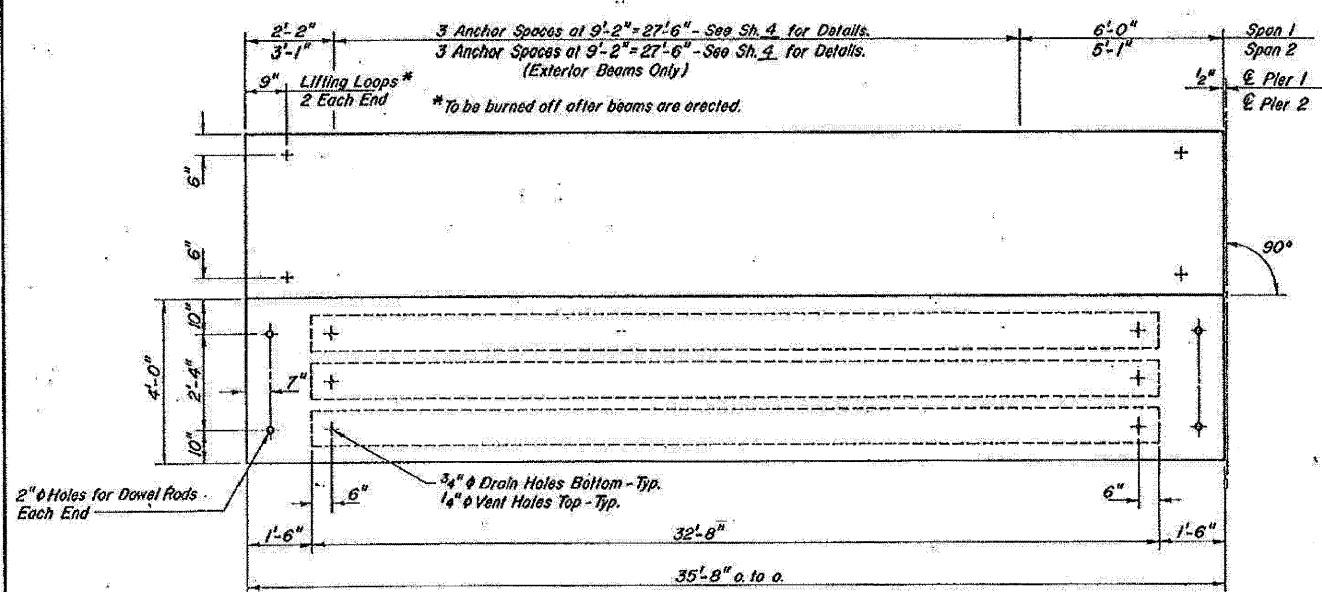 2'-2" 3 Anchor Spaces at 9'-2" = 27'-6" - See Sh. 4 for Details. 6'-0" Span 1
3'-1" 3 Anchor Spaces at 9'-2" = 27'-6" - See Sh. 4 for Details. 5'-1" Span 2
(Exterior Beams Only)
9" Lifting Loops *
2 Each End
* To be burned off after beams are erected.
1/2" ℄ Pier 1
℄ Pier 2
6"
6"
90°
4'-0"
10"
2'-4"
10"
7"
2" ϕ Holes for Dowel Rods
Each End
3/4" ϕ Drain Holes Bottom - Typ.
1/4" ϕ Vent Holes Top - Typ.
6"
6"
1'-6" 32'-8" 1'-6"
35'-8" o. to o.